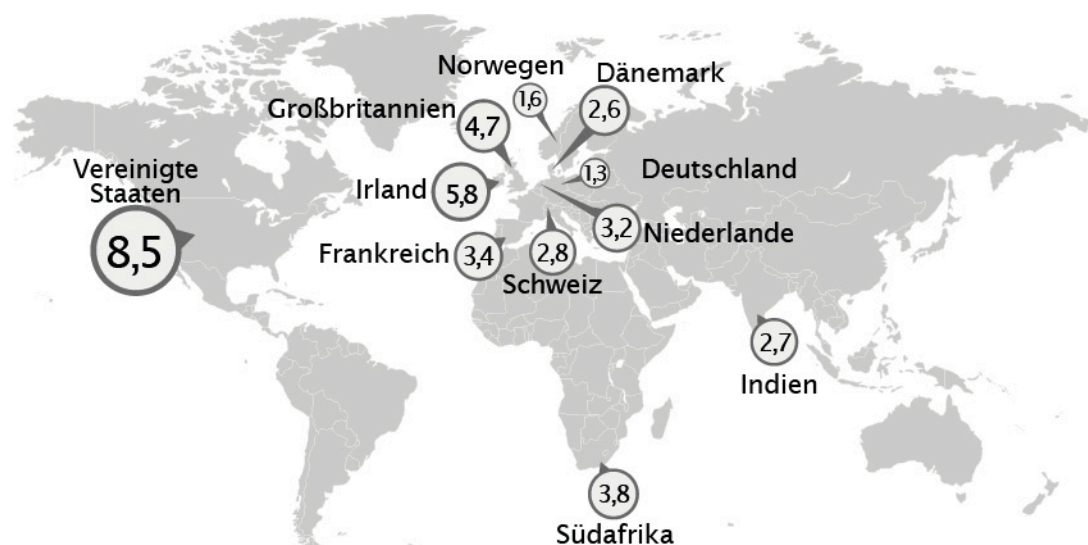 Norwegen
1,6
Dänemark
2,6
Großbritannien
4,7
Vereinigte
Staaten
8,5
Irland
5,8
Deutschland
1,3
Frankreich
3,4
Schweiz
2,8
Niederlande
3,2
Indien
2,7
Südafrika
3,8